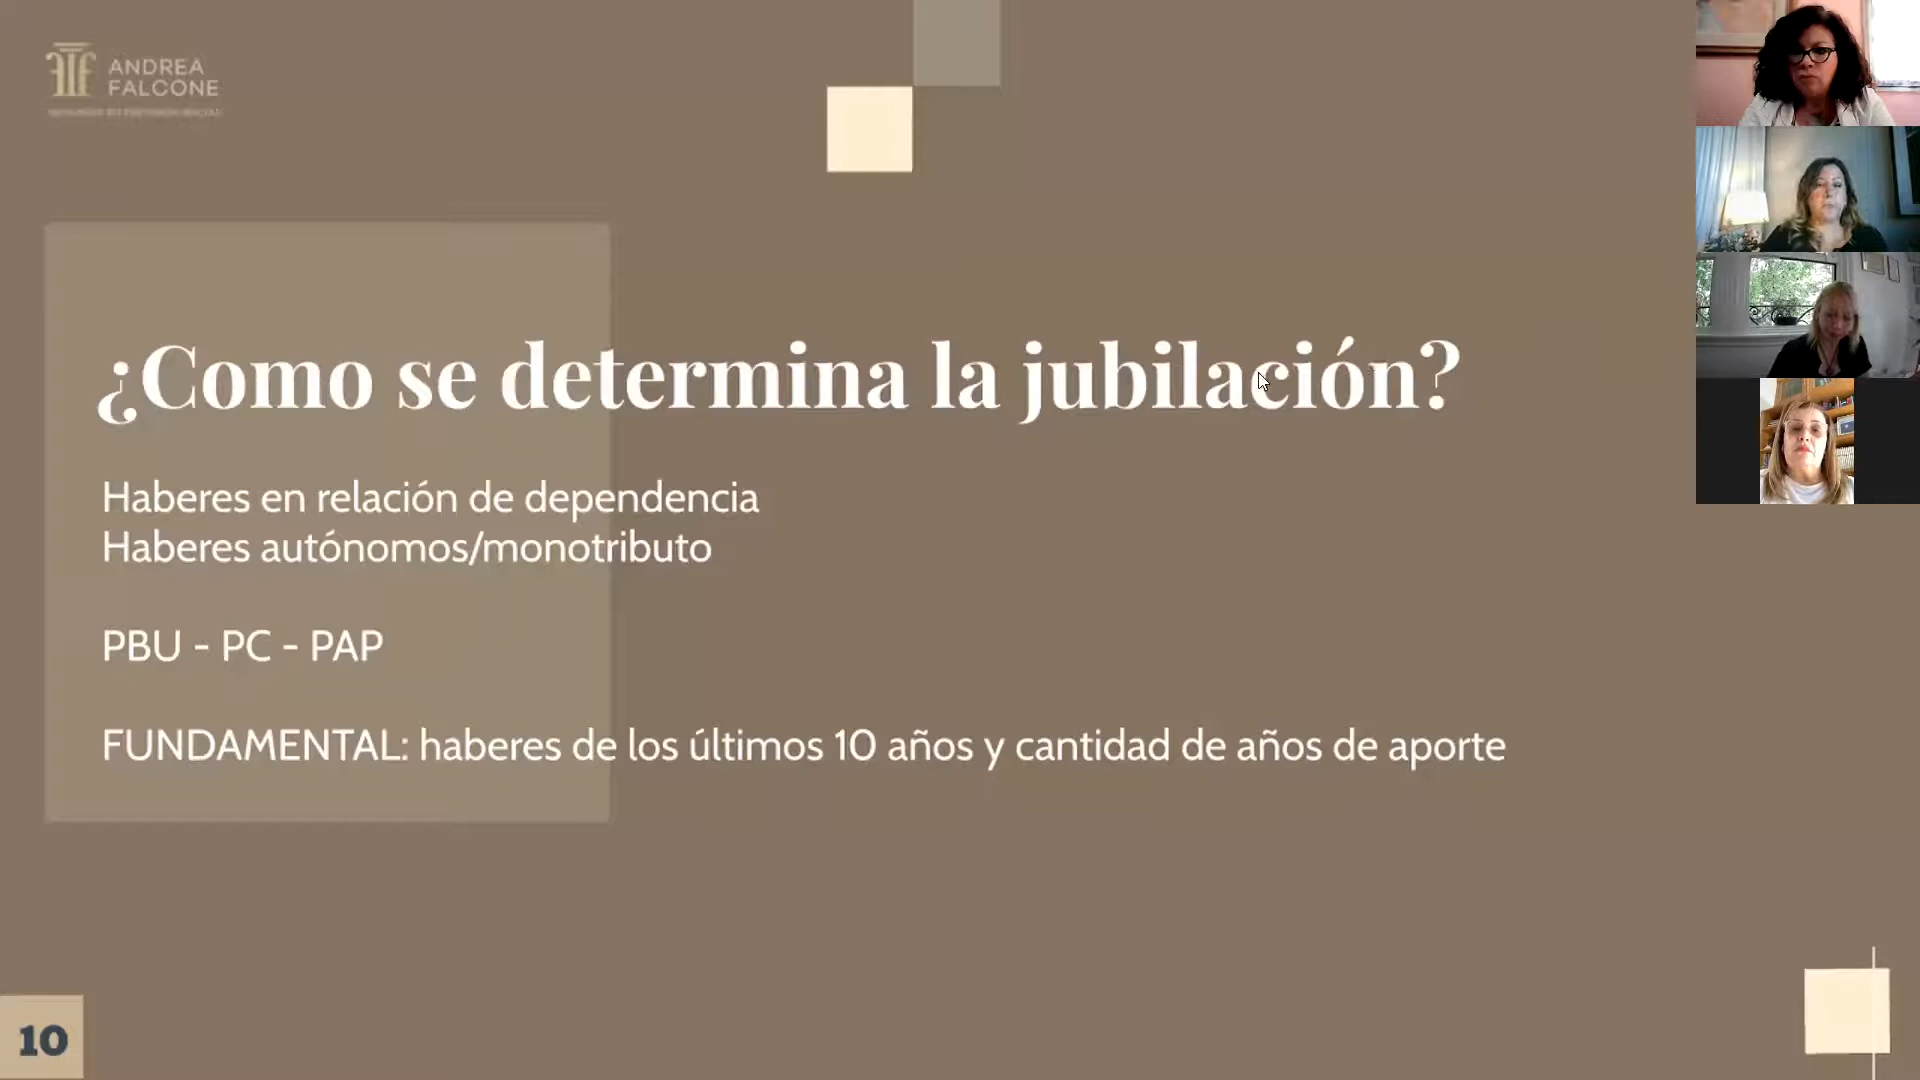 ANDREA
FALCONE
¿Como se determina la jubilación?
Haberes en relación de dependencia
Haberes autónomos/monotributo
PBU - PC - PAP
FUNDAMENTAL: haberes de los últimos 10 años y cantidad de años de aporte
10